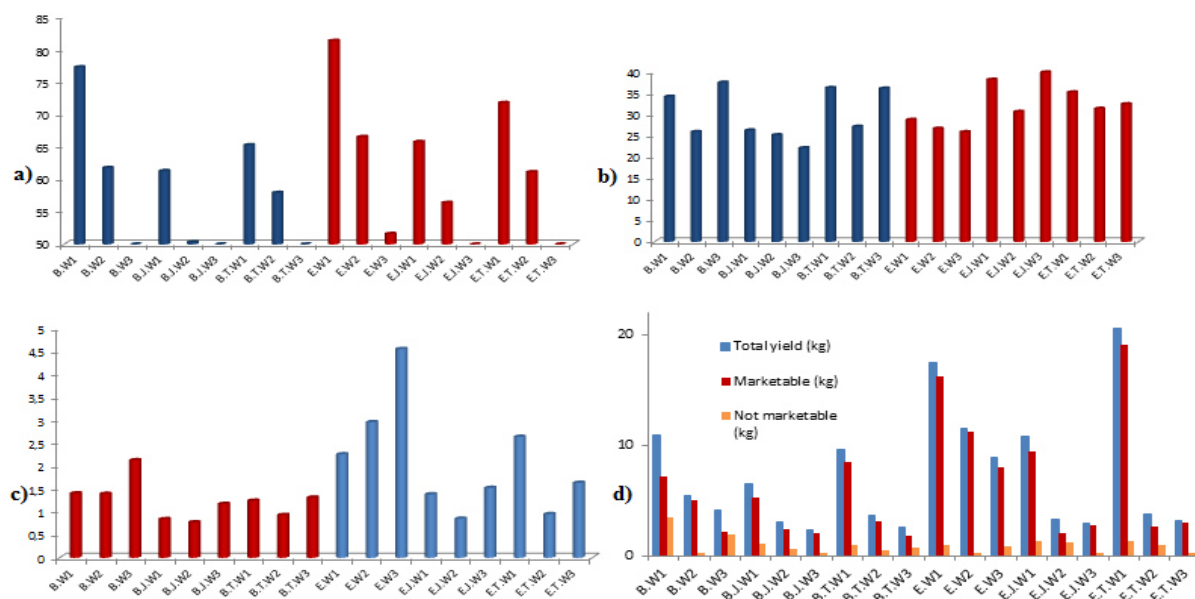 85
80
75
70
65
60
55
50
a)
B.W1 B.W2 B.W3 B.J.W1 B.J.W2 B.J.W3 B.T.W1 B.T.W2 B.T.W3 E.W1 E.W2 E.W3 E.J.W1 E.J.W2 E.J.W3 E.T.W1 E.T.W2 E.T.W3
40
35
30
25
20
15
10
5
0
b)
B.W1 B.W2 B.W3 B.J.W1 B.J.W2 B.J.W3 B.T.W1 B.T.W2 B.T.W3 E.W1 E.W2 E.W3 E.J.W1 E.J.W2 E.J.W3 E.T.W1 E.T.W2 E.T.W3
5
4,5
4
3,5
3
2,5
2
1,5
1
0,5
0
c)
B.W1 B.W2 B.W3 B.J.W1 B.J.W2 B.J.W3 B.T.W1 B.T.W2 B.T.W3 E.W1 E.W2 E.W3 E.J.W1 E.J.W2 E.J.W3 E.T.W1 E.T.W2 E.T.W3
20
10
0
d)
Total yield (kg)
Marketable (kg)
Not marketable
(kg)
B.W1 B.W2 B.W3 B.J.W1 B.J.W2 B.J.W3 B.T.W1 B.T.W2 B.T.W3 E.W1 E.W2 E.W3 E.J.W1 E.J.W2 E.J.W3 E.T.W1 E.T.W2 E.T.W3